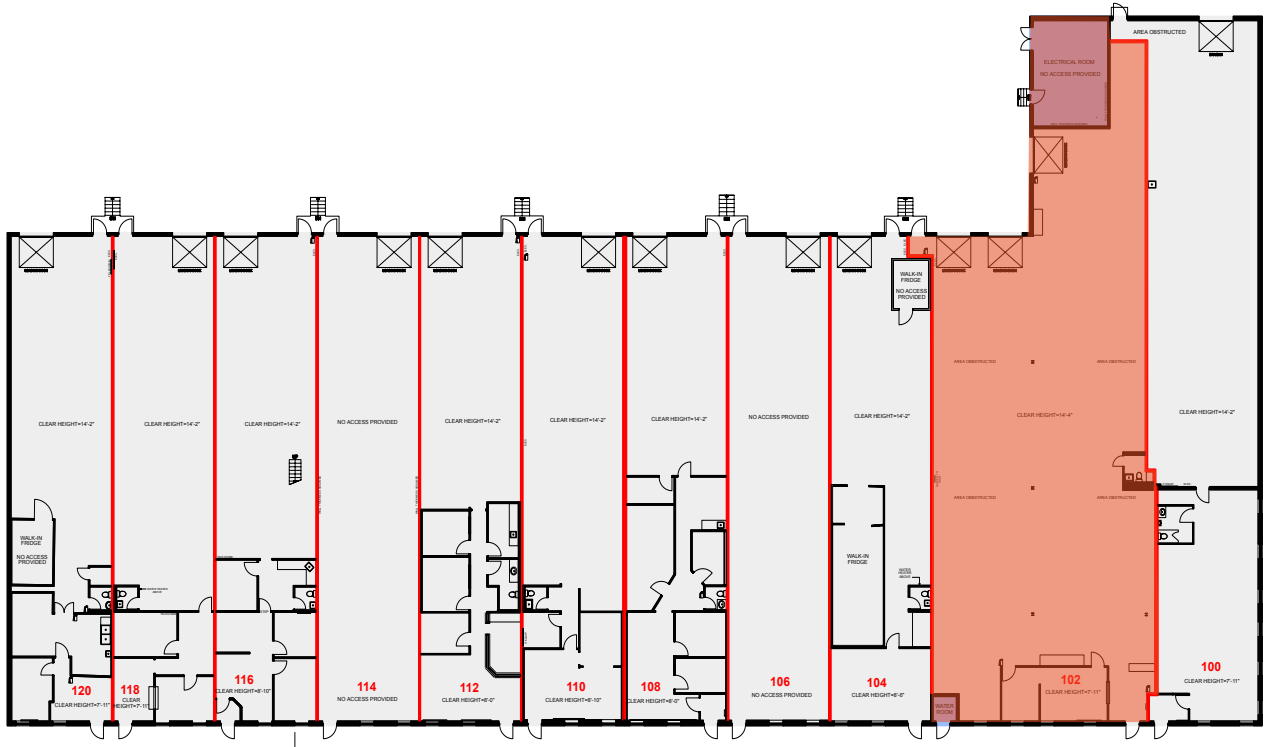 AREA OBSTRUCTED
ELECTRICAL ROOM
NO ACCESS PROVIDED
WALK-IN
FRIDGE
NO ACCESS
PROVIDED
AREA OBSTRUCTED
AREA OBSTRUCTED
CLEAR HEIGHT=14'-2"
CLEAR HEIGHT=14'-2"
CLEAR HEIGHT=14'-2"
NO ACCESS PROVIDED
CLEAR HEIGHT=14'-2"
CLEAR HEIGHT=14'-2"
CLEAR HEIGHT=14'-2"
NO ACCESS PROVIDED
CLEAR HEIGHT=14'-2"
CLEAR HEIGHT=14'-4"
CLEAR HEIGHT=14'-2"
AREA OBSTRUCTED
AREA OBSTRUCTED
WALK-IN
FRIDGE
NO ACCESS
PROVIDED
WALK-IN
FRIDGE
WATER
HEATER
ABOVE
120
CLEAR HEIGHT=7'-11"
118
CLEAR
HEIGHT=7'-11"
116
CLEAR HEIGHT=8'-10"
114
NO ACCESS PROVIDED
112
CLEAR HEIGHT=8'-0"
110
CLEAR HEIGHT=8'-10"
108
CLEAR HEIGHT=8'-0"
106
NO ACCESS PROVIDED
104
CLEAR HEIGHT=8'-8"
WATER
ROOM
102
CLEAR HEIGHT=7'-11"
100
CLEAR HEIGHT=7'-11"